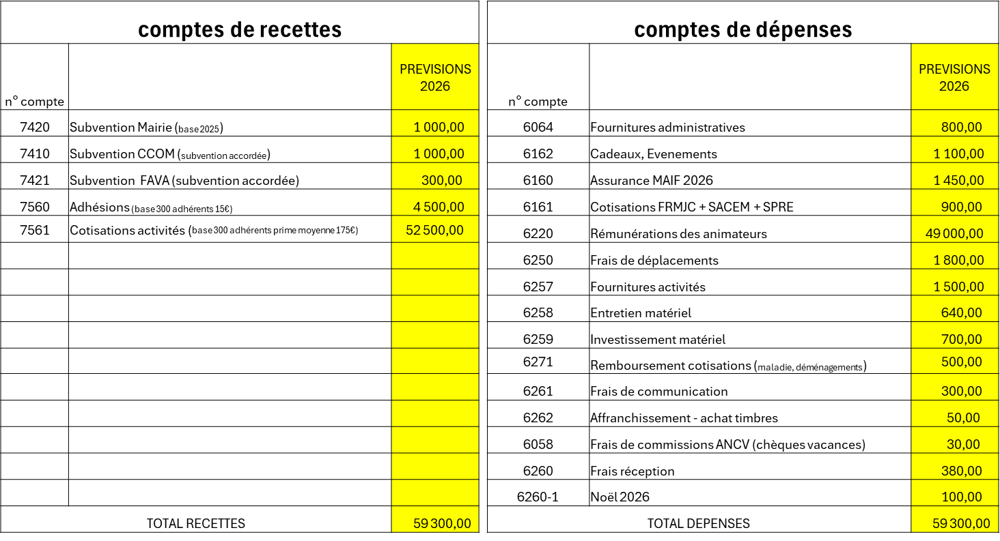 comptes de recettes
PREVISIONS
2026
n° compte
7420 Subvention Mairie (base 2025) 1 000,00
7410 Subvention CCOM (subvention accordée) 1 000,00
7421 Subvention FAVA (subvention accordée) 300,00
7560 Adhésions (base 300 adhérents 15€) 4 500,00
7561 Cotisations activités (base 300 adhérents prime moyenne 175€) 52 500,00
TOTAL RECETTES 59 300,00
comptes de dépenses
PREVISIONS
2026
n° compte
6064 Fournitures administratives 800,00
6162 Cadeaux, Evenements 1 100,00
6160 Assurance MAIF 2026 1 450,00
6161 Cotisations FRMJC + SACEM + SPRE 900,00
6220 Rémunérations des animateurs 49 000,00
6250 Frais de déplacements 1 800,00
6257 Fournitures activités 1 500,00
6258 Entretien matériel 640,00
6259 Investissement matériel 700,00
6271 Remboursement cotisations (maladie, déménagements) 500,00
6261 Frais de communication 300,00
6262 Affranchissement - achat timbres 50,00
6058 Frais de commissions ANCV (chèques vacances) 30,00
6260 Frais réception 380,00
6260-1 Noël 2026 100,00
TOTAL DEPENSES 59 300,00